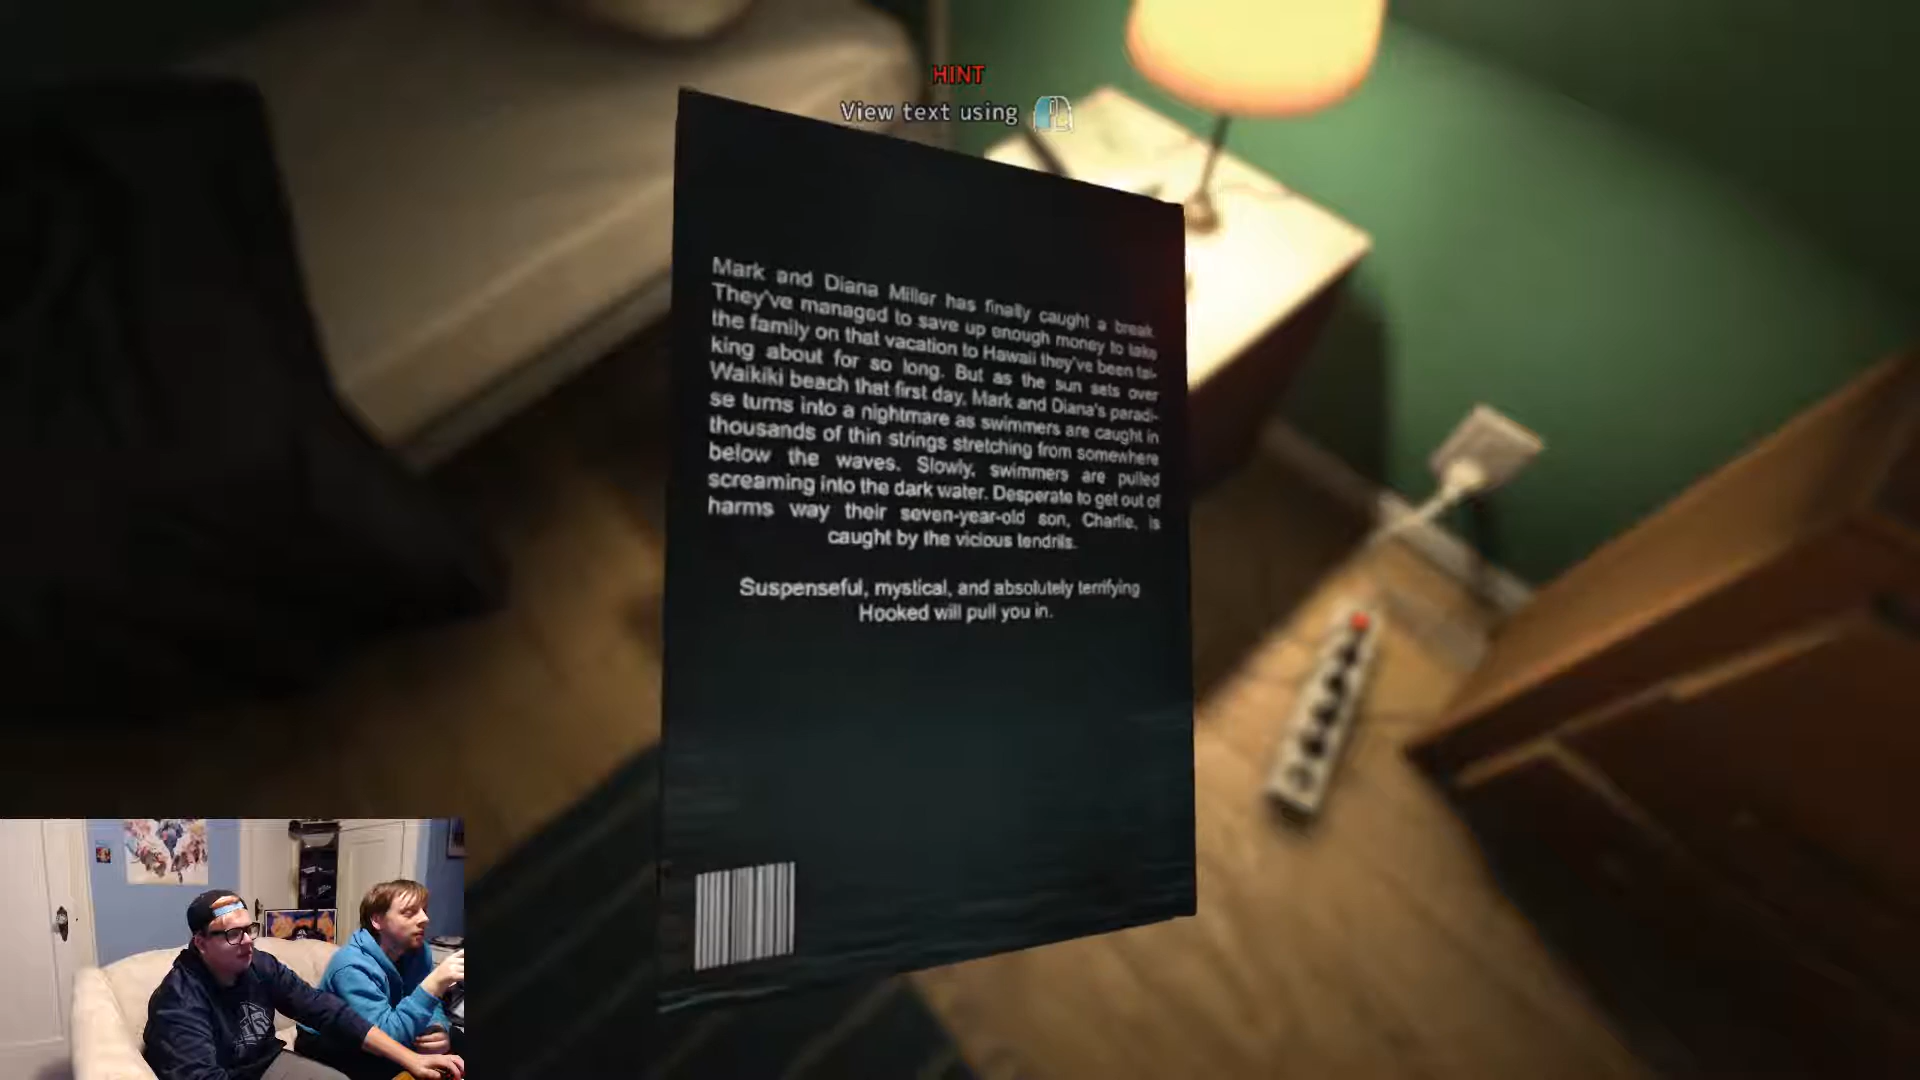 HINT
View text using
Mark and Diana Miller has finally caught a break.
They've managed to save up enough money to take
the family on that vacation to Hawaii they've been tal-
king about for so long. But as the sun sets over
Waikiki beach that first day, Mark and Diana's paradi-
se turns into a nightmare as swimmers are caught in
thousands of thin strings stretching from somewhere
below the waves. Slowly, swimmers are pulled
screaming into the dark water. Desperate to get out of
harms way their seven-year-old son, Charlie, is
caught by the vicious tendrils.
Suspenseful, mystical, and absolutely terrifying
Hooked will pull you in.